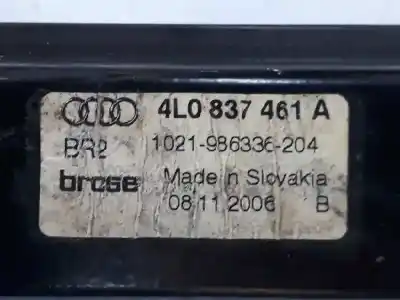 4L0 837 461 A
BR2 1021-986336-204
brose Made in Slovakia
08.11.2006 B